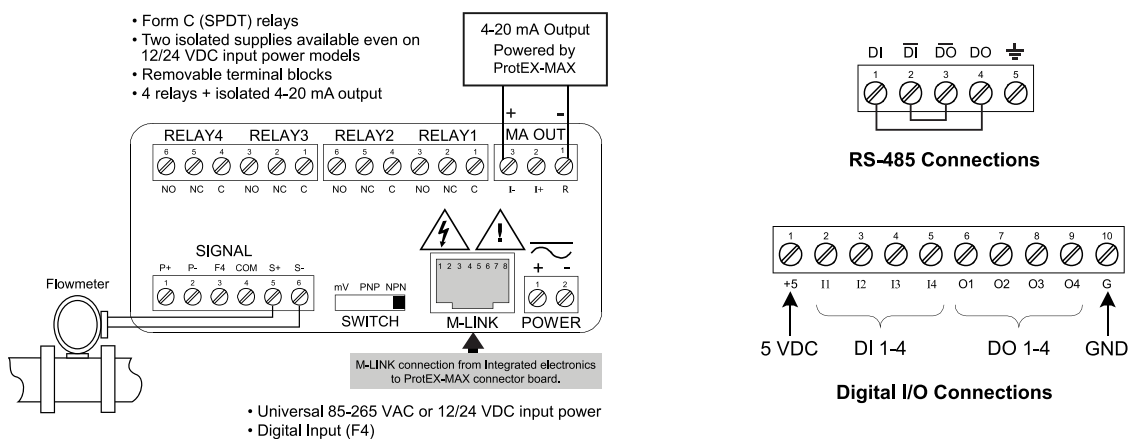 • Form C (SPDT) relays
• Two isolated supplies available even on
12/24 VDC input power models
• Removable terminal blocks
• 4 relays + isolated 4-20 mA output
4-20 mA Output
Powered by
ProtEX-MAX
+ -
RELAY4 RELAY3 RELAY2 RELAY1 MA OUT
6 5 4 3 2 1 6 5 4 3 2 1 3 2 1
NO NC C NO NC C NO NC C NO NC C I- I+ R
SIGNAL
P+ P- F4 COM S+ S-
1 2 3 4 5 6
Flowmeter
mV PNP NPN
SWITCH
!
1 2 3 4 5 6 7 8
M-LINK
+ -
1 2
POWER
M-LINK connection from Integrated electronics
to ProtEX-MAX connector board.
• Universal 85-265 VAC or 12/24 VDC input power
• Digital Input (F4)
DI D̅I̅ D̅O̅ DO
1 2 3 4 5
RS-485 Connections
1 2 3 4 5 6 7 8 9 10
+5 I1 I2 I3 I4 O1 O2 O3 O4 G
5 VDC DI 1-4 DO 1-4 GND
Digital I/O Connections